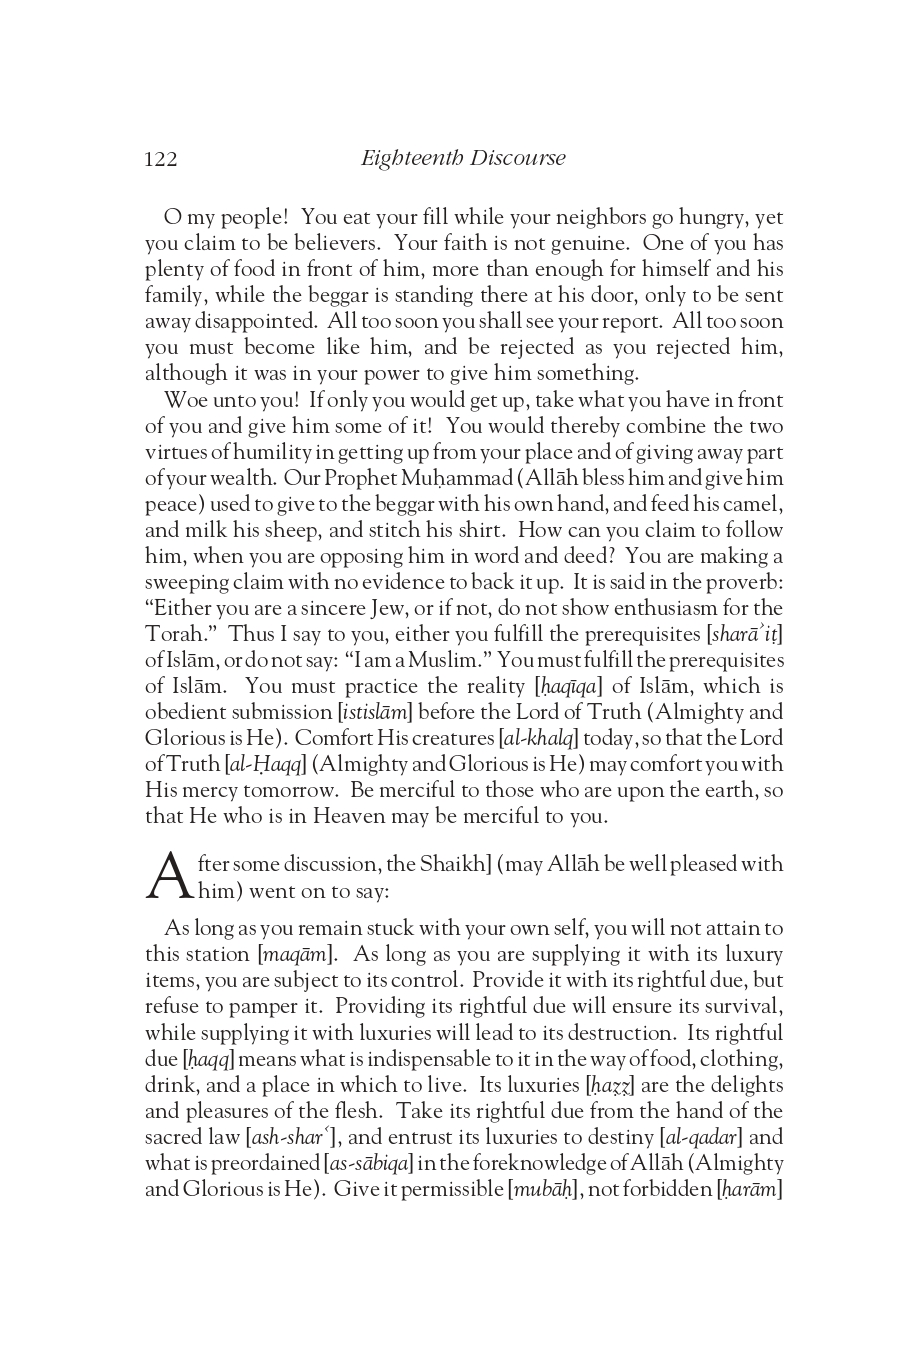 122 Eighteenth Discourse
O my people! You eat your fill while your neighbors go hungry, yet
you claim to be believers. Your faith is not genuine. One of you has
plenty of food in front of him, more than enough for himself and his
family, while the beggar is standing there at his door, only to be sent
away disappointed. All too soon you shall see your report. All too soon
you must become like him, and be rejected as you rejected him,
although it was in your power to give him something.
Woe unto you! If only you would get up, take what you have in front
of you and give him some of it! You would thereby combine the two
virtues of humility in getting up from your place and of giving away part
of your wealth. Our Prophet Muḥammad (Allāh bless him and give him
peace) used to give to the beggar with his own hand, and feed his camel,
and milk his sheep, and stitch his shirt. How can you claim to follow
him, when you are opposing him in word and deed? You are making a
sweeping claim with no evidence to back it up. It is said in the proverb:
“Either you are a sincere Jew, or if not, do not show enthusiasm for the
Torah.” Thus I say to you, either you fulfill the prerequisites [sharāʾiṭ]
of Islām, or do not say: “I am a Muslim.” You must fulfill the prerequisites
of Islām. You must practice the reality [ḥaqīqa] of Islām, which is
obedient submission [istislām] before the Lord of Truth (Almighty and
Glorious is He). Comfort His creatures [al-khalq] today, so that the Lord
of Truth [al-Ḥaqq] (Almighty and Glorious is He) may comfort you with
His mercy tomorrow. Be merciful to those who are upon the earth, so
that He who is in Heaven may be merciful to you.
After some discussion, the Shaikh] (may Allāh be well pleased with
him) went on to say:
As long as you remain stuck with your own self, you will not attain to
this station [maqām]. As long as you are supplying it with its luxury
items, you are subject to its control. Provide it with its rightful due, but
refuse to pamper it. Providing its rightful due will ensure its survival,
while supplying it with luxuries will lead to its destruction. Its rightful
due [ḥaqq] means what is indispensable to it in the way of food, clothing,
drink, and a place in which to live. Its luxuries [ḥaẓẓ] are the delights
and pleasures of the flesh. Take its rightful due from the hand of the
sacred law [ash-sharʿ], and entrust its luxuries to destiny [al-qadar] and
what is preordained [as-sābiqa] in the foreknowledge of Allāh (Almighty
and Glorious is He). Give it permissible [mubāḥ], not forbidden [ḥarām]